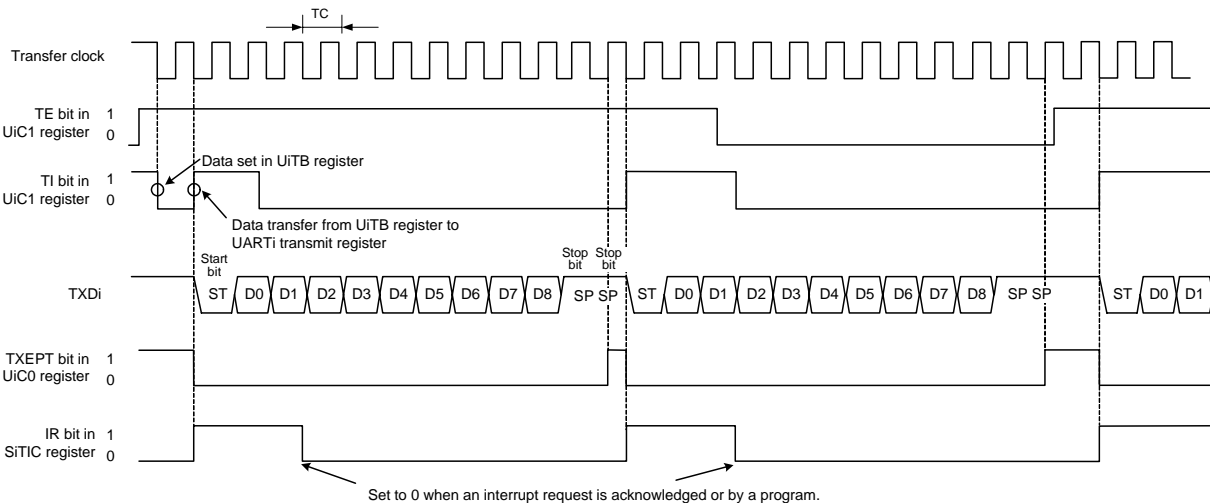 TC
Transfer clock
TE bit in 1
UiC1 register 0
Data set in UiTB register
TI bit in 1
UiC1 register 0
Data transfer from UiTB register to
UARTi transmit register
Start Stop Stop
bit bit bit
TXDi ST D0 D1 D2 D3 D4 D5 D6 D7 D8 SP SP ST D0 D1 D2 D3 D4 D5 D6 D7 D8 SP SP ST D0 D1
TXEPT bit in 1
UiC0 register 0
IR bit in 1
SiTIC register 0
Set to 0 when an interrupt request is acknowledged or by a program.